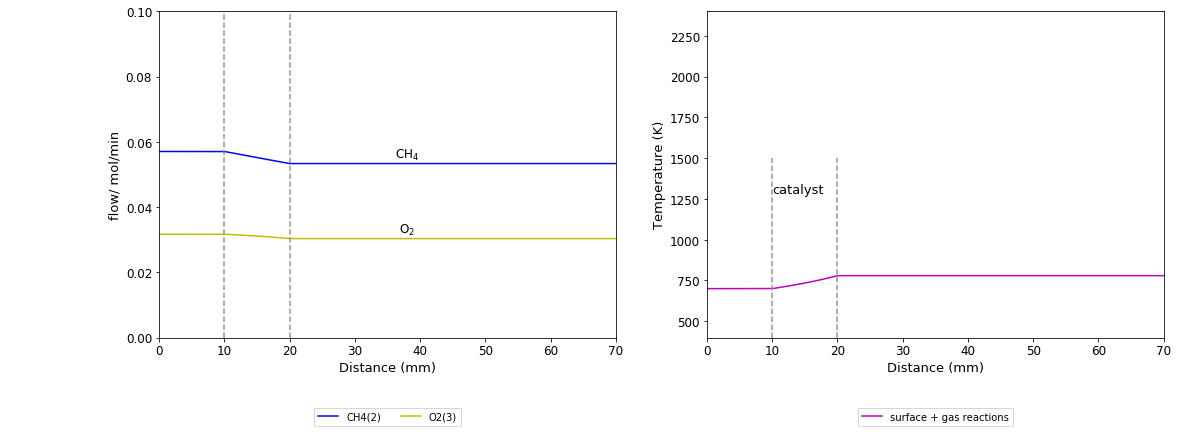 0.10
0.08
0.06
0.04
0.02
0.00
flow/ mol/min
CH4
O2
0 10 20 30 40 50 60 70
Distance (mm)
CH4(2) O2(3)
2250
2000
1750
1500
1250
1000
750
500
Temperature (K)
catalyst
0 10 20 30 40 50 60 70
Distance (mm)
surface + gas reactions